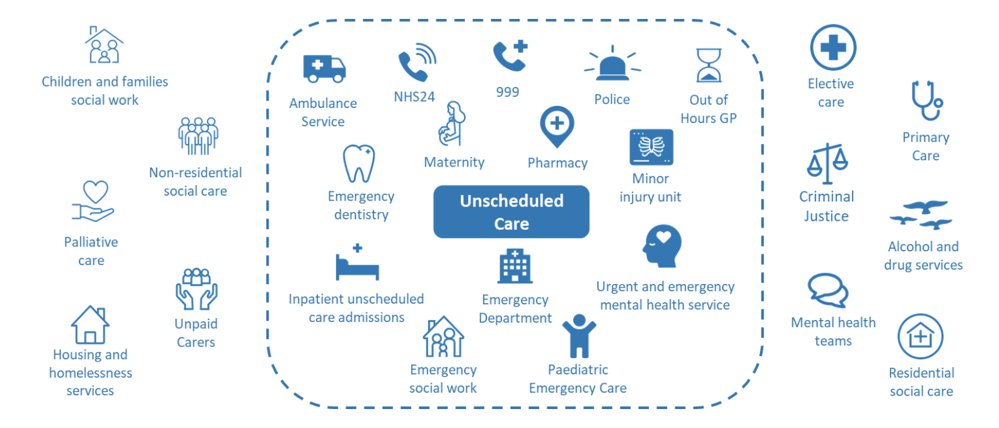 Children and families
social work
Non-residential
social care
Palliative
care
Unpaid
Carers
Housing and
homelessness
services
Ambulance
Service
NHS24
999
Police
Out of
Hours GP
Maternity
Pharmacy
Emergency
dentistry
Minor
injury unit
Unscheduled
Care
Inpatient unscheduled
care admissions
Emergency
Department
Urgent and emergency
mental health service
Emergency
social work
Paediatric
Emergency Care
Elective
care
Primary
Care
Criminal
Justice
Alcohol and
drug services
Mental health
teams
Residential
social care